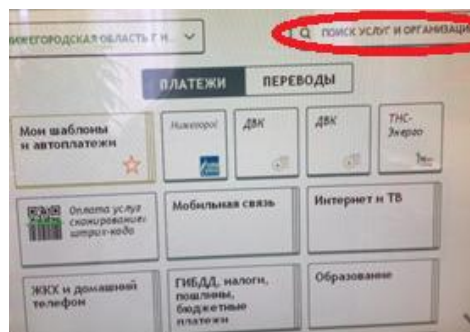 НИЖЕГОРОДСКАЯ ОБЛАСТЬ Г Н...
ПОИСК УСЛУГ И ОРГАНИЗАЦИ
ПЛАТЕЖИ
ПЕРЕВОДЫ
Мои шаблоны
и автоплатежи
Нижегород
ДВК
ДВК
ТНС-
Энерго
Оплата услуг
сканированием
штрих-кода
Мобильная связь
Интернет и ТВ
ЖКХ и домашний
телефон
ГИБДД, налоги,
пошлины,
бюджетные
платежи
Образование